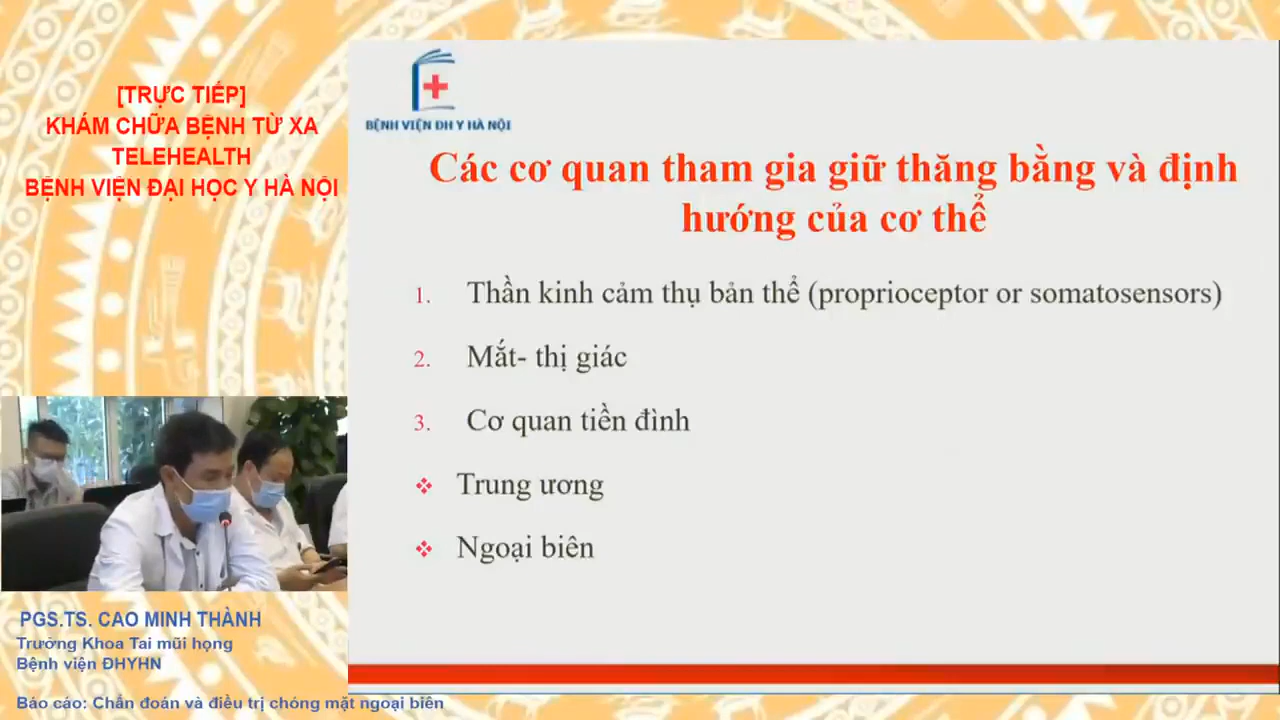 [TRỰC TIẾP]
KHÁM CHỮA BỆNH TỪ XA
TELEHEALTH
BỆNH VIỆN ĐẠI HỌC Y HÀ NỘI
BỆNH VIỆN ĐH Y HÀ NỘI
Các cơ quan tham gia giữ thăng bằng và định
hướng của cơ thể
1. Thần kinh cảm thụ bản thể (proprioceptor or somatosensors)
2. Mắt- thị giác
3. Cơ quan tiền đình
❖ Trung ương
❖ Ngoại biên
PGS.TS. CAO MINH THÀNH
Trưởng Khoa Tai mũi họng
Bệnh viện ĐHYHN
Báo cáo: Chẩn đoán và điều trị chóng mặt ngoại biên